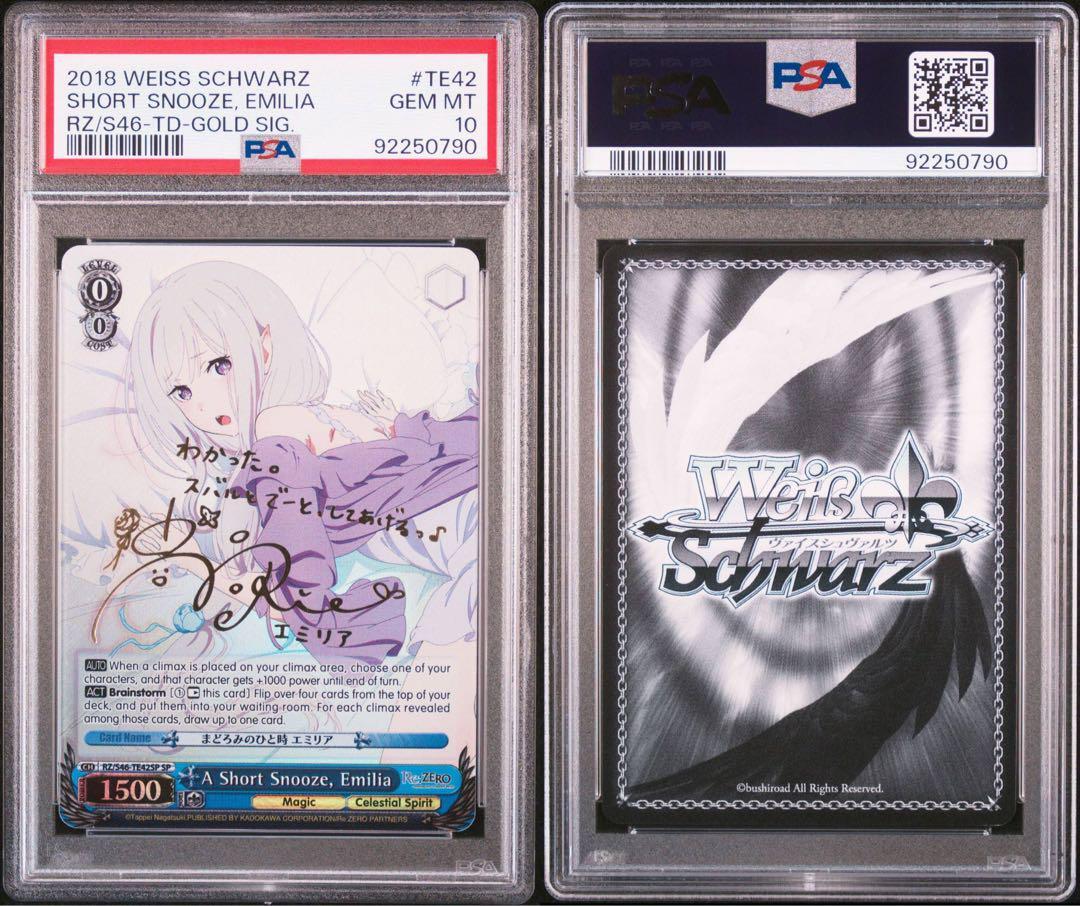 2018 WEISS SCHWARZ #TE42
SHORT SNOOZE, EMILIA GEM MT
RZ/S46-TD-GOLD SIG. 10
PSA 92250790
LEVEL
0
0
COST
わかった。
スバルとでーと、してあげるっ♪
Rie
エミリア
AUTO When a climax is placed on your climax area, choose one of your
characters, and that character gets +1000 power until end of turn.
ACT Brainstorm [① this card] Flip over four cards from the top of your
deck, and put them into your waiting room. For each climax revealed
among those cards, draw up to one card.
Card Name まどろみのひと時 エミリア
RZ/S46-TE42SP SP
1500 A Short Snooze, Emilia Re:ZERO
Magic Celestial Spirit
©Tappei Nagatsuki,PUBLISHED BY KADOKAWA CORPORATION/Re ZERO PARTNERS
PSA
PSA
PSA
92250790
Weiß
ヴァイスシュヴァルツ
Schwarz
©bushiroad All Rights Reserved.
PSA
PSA